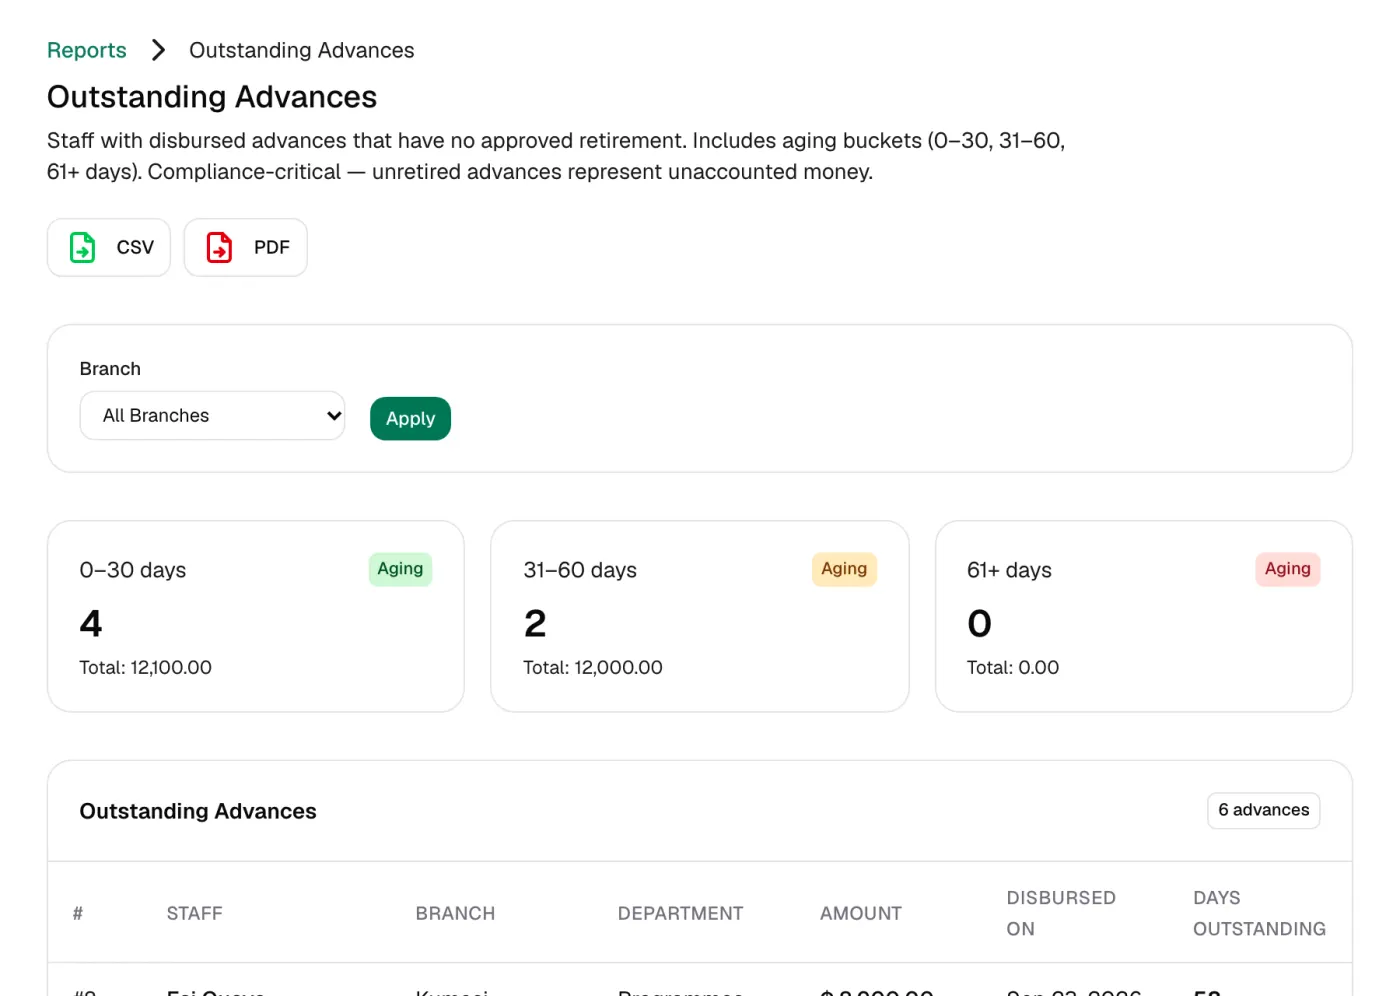 Reports > Outstanding Advances
Outstanding Advances
Staff with disbursed advances that have no approved retirement. Includes aging buckets (0–30, 31–60,
61+ days). Compliance-critical — unretired advances represent unaccounted money.
CSV PDF
Branch
All Branches Apply
0–30 days Aging
4
Total: 12,100.00
31–60 days Aging
2
Total: 12,000.00
61+ days Aging
0
Total: 0.00
Outstanding Advances 6 advances
# STAFF BRANCH DEPARTMENT AMOUNT DISBURSED ON DAYS OUTSTANDING
Kumasi Programmes